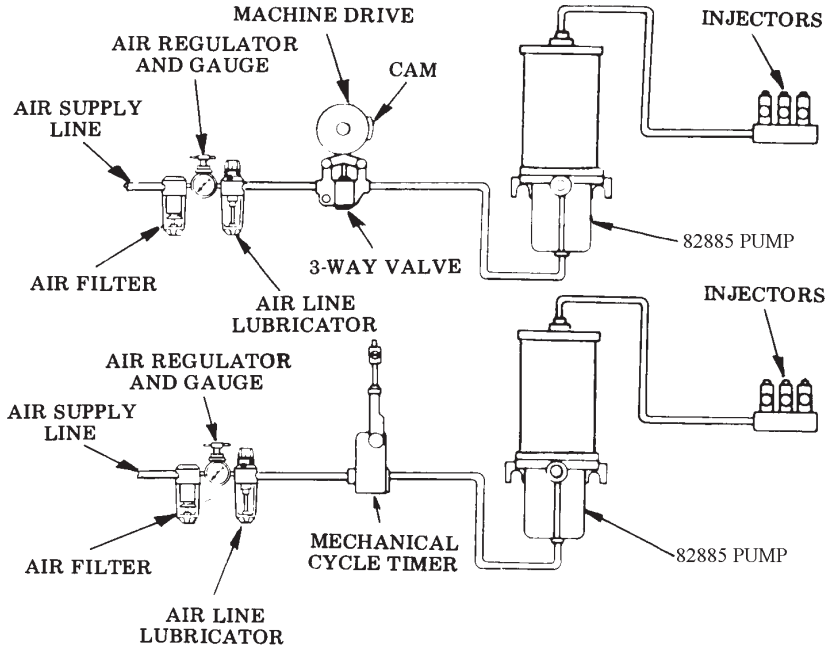 MACHINE DRIVE
INJECTORS
AIR REGULATOR
AND GAUGE
CAM
AIR SUPPLY
LINE
82885 PUMP
3-WAY VALVE
AIR FILTER
AIR LINE
LUBRICATOR
INJECTORS
AIR REGULATOR
AND GAUGE
AIR SUPPLY
LINE
MECHANICAL
CYCLE TIMER
82885 PUMP
AIR FILTER
AIR LINE
LUBRICATOR